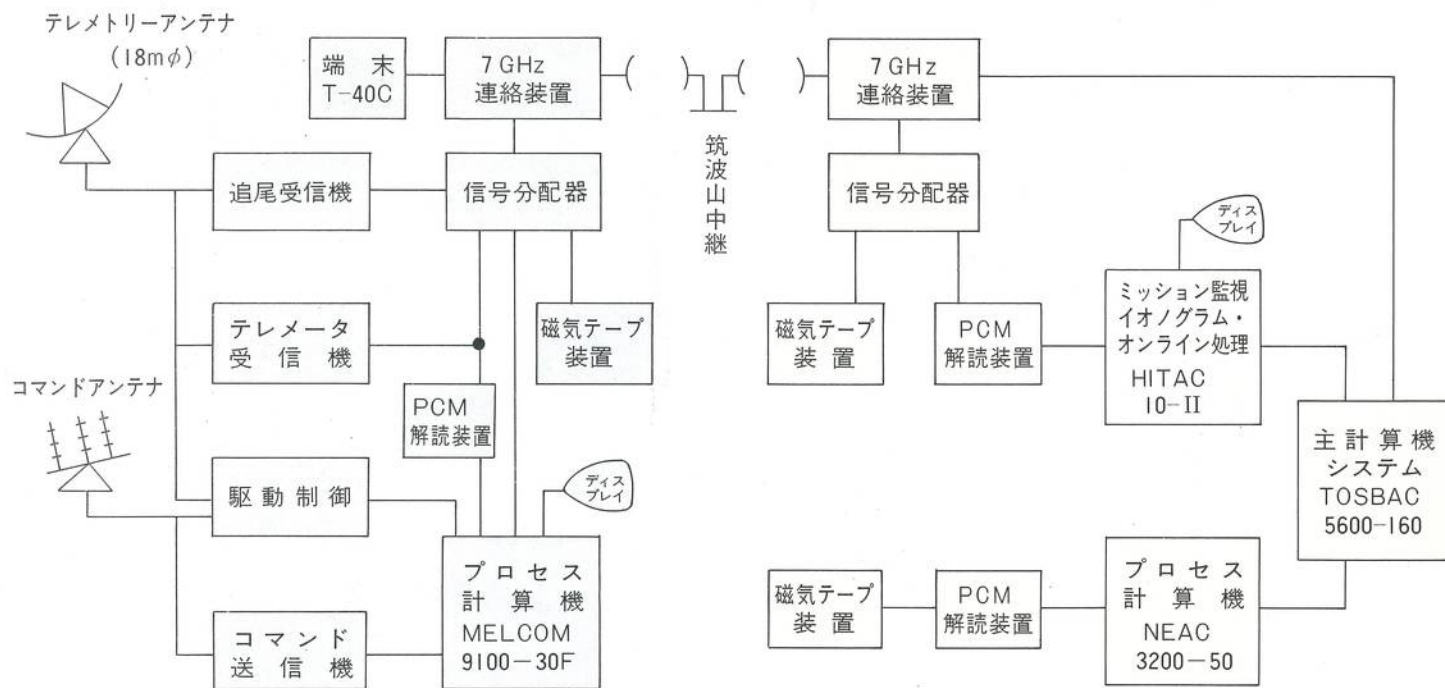 テレメトリーアンテナ
(18mφ)
端末
T-40C
7GHz
連絡装置
7GHz
連絡装置
筑波山中継
追尾受信機
信号分配器
信号分配器
ディス
プレイ
テレメータ
受信機
磁気テープ
装置
磁気テープ
装置
PCM
解読装置
ミッション監視
イオノグラム・
オンライン処理
HITAC
10-II
コマンドアンテナ
PCM
解読装置
主計算機
システム
TOSBAC
5600-160
駆動制御
ディス
プレイ
プロセス
計算機
MELCOM
9100-30F
コマンド
送信機
磁気テープ
装置
PCM
解読装置
プロセス
計算機
NEAC
3200-50